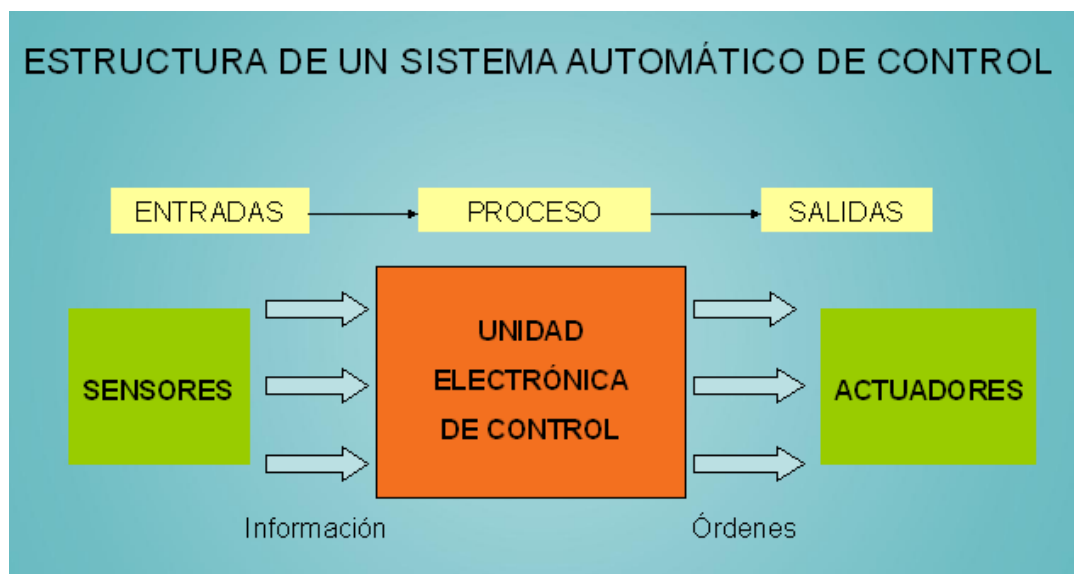 ESTRUCTURA DE UN SISTEMA AUTOMÁTICO DE CONTROL
ENTRADAS
PROCESO
SALIDAS
SENSORES
UNIDAD
ELECTRÓNICA
DE CONTROL
ACTUADORES
Información
Órdenes